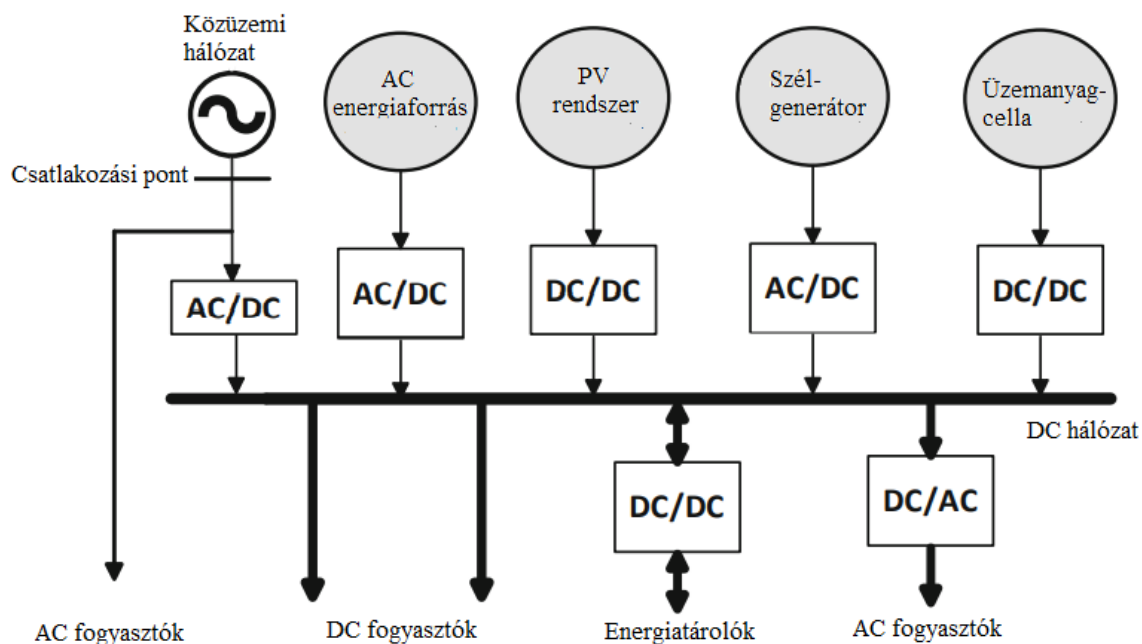 Közüzemi
hálózat
AC
energiaforrás
PV
rendszer
Szél-
generátor
Üzemanyag-
cella
Csatlakozási pont
AC/DC
AC/DC
DC/DC
AC/DC
DC/DC
DC hálózat
DC/DC
DC/AC
AC fogyasztók
DC fogyasztók
Energiatárolók
AC fogyasztók